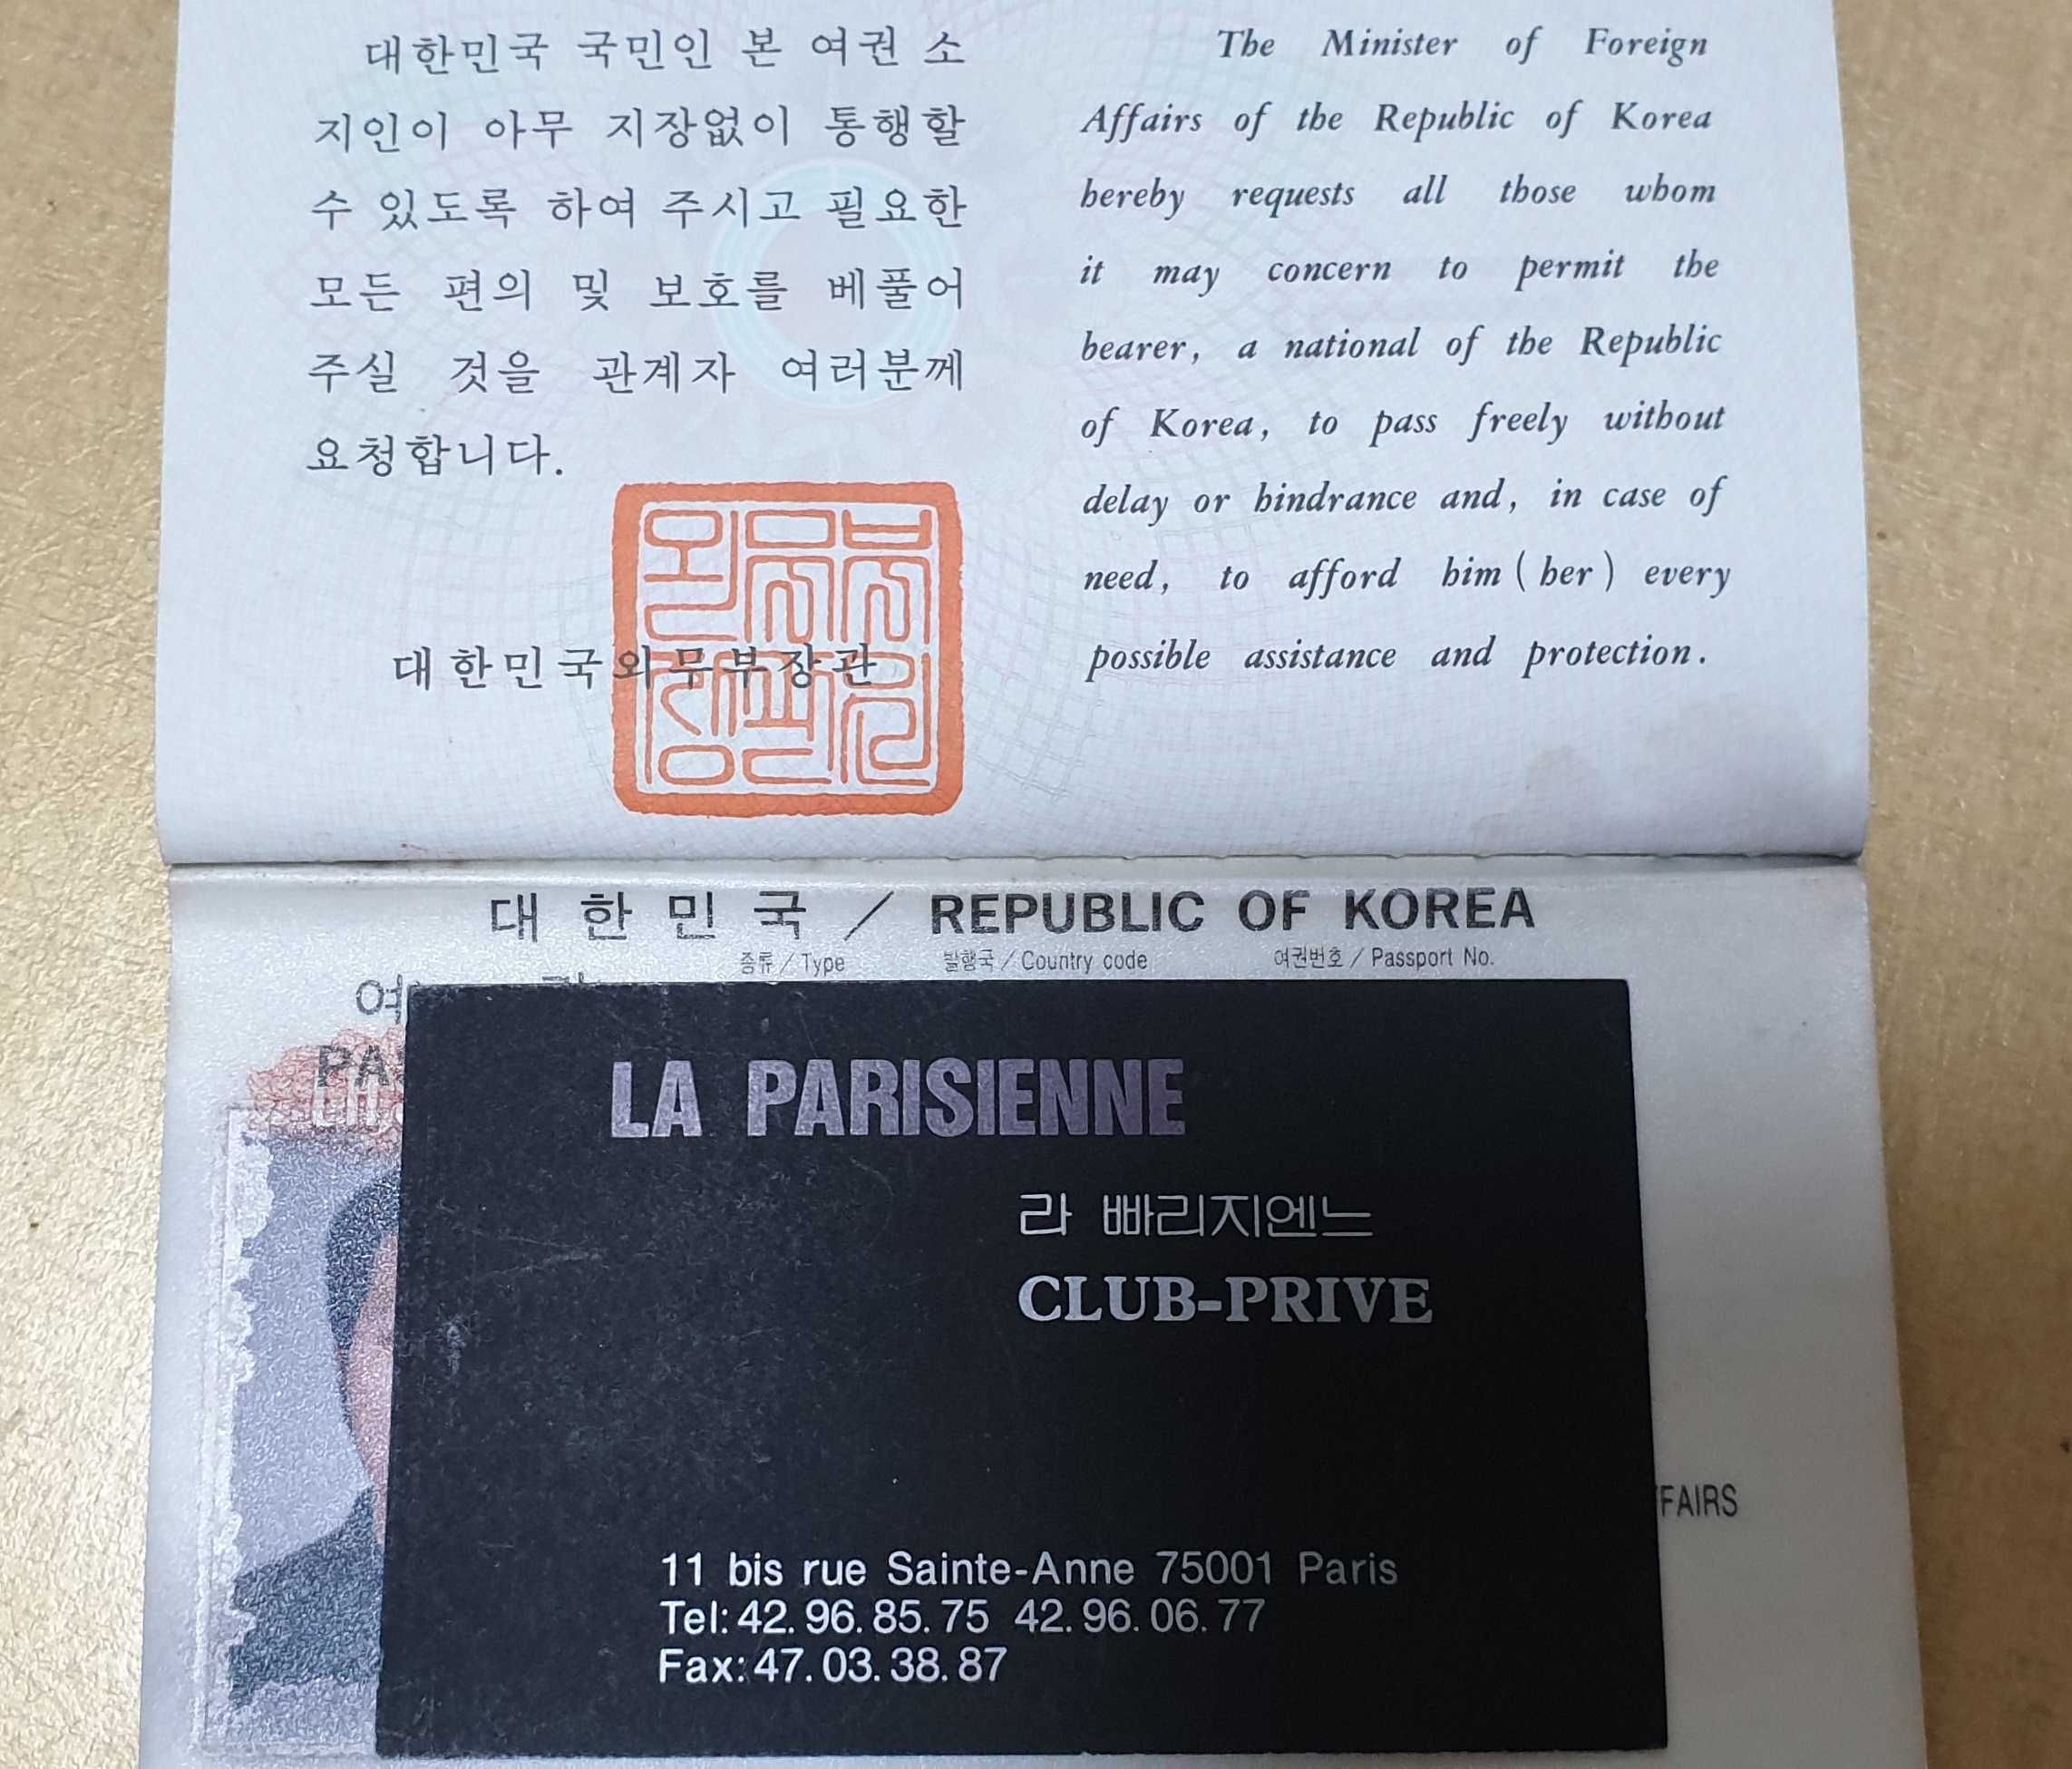 대한민국 국민인 본 여권 소
지인이 아무 지장없이 통행할
수 있도록 하여 주시고 필요한
모든 편의 및 보호를 베풀어
주실 것을 관계자 여러분께
요청합니다.
대한민국외무부장관
The Minister of Foreign
Affairs of the Republic of Korea
hereby requests all those whom
it may concern to permit the
bearer, a national of the Republic
of Korea, to pass freely without
delay or hindrance and, in case of
need, to afford him (her) every
possible assistance and protection.
대한민국 / REPUBLIC OF KOREA
종류 / Type 발행국 / Country code 여권번호 / Passport No.
LA PARISIENNE
라 빠리지엔느
CLUB-PRIVE
11 bis rue Sainte-Anne 75001 Paris
Tel: 42. 96. 85. 75 42. 96. 06. 77
Fax: 47. 03. 38. 87